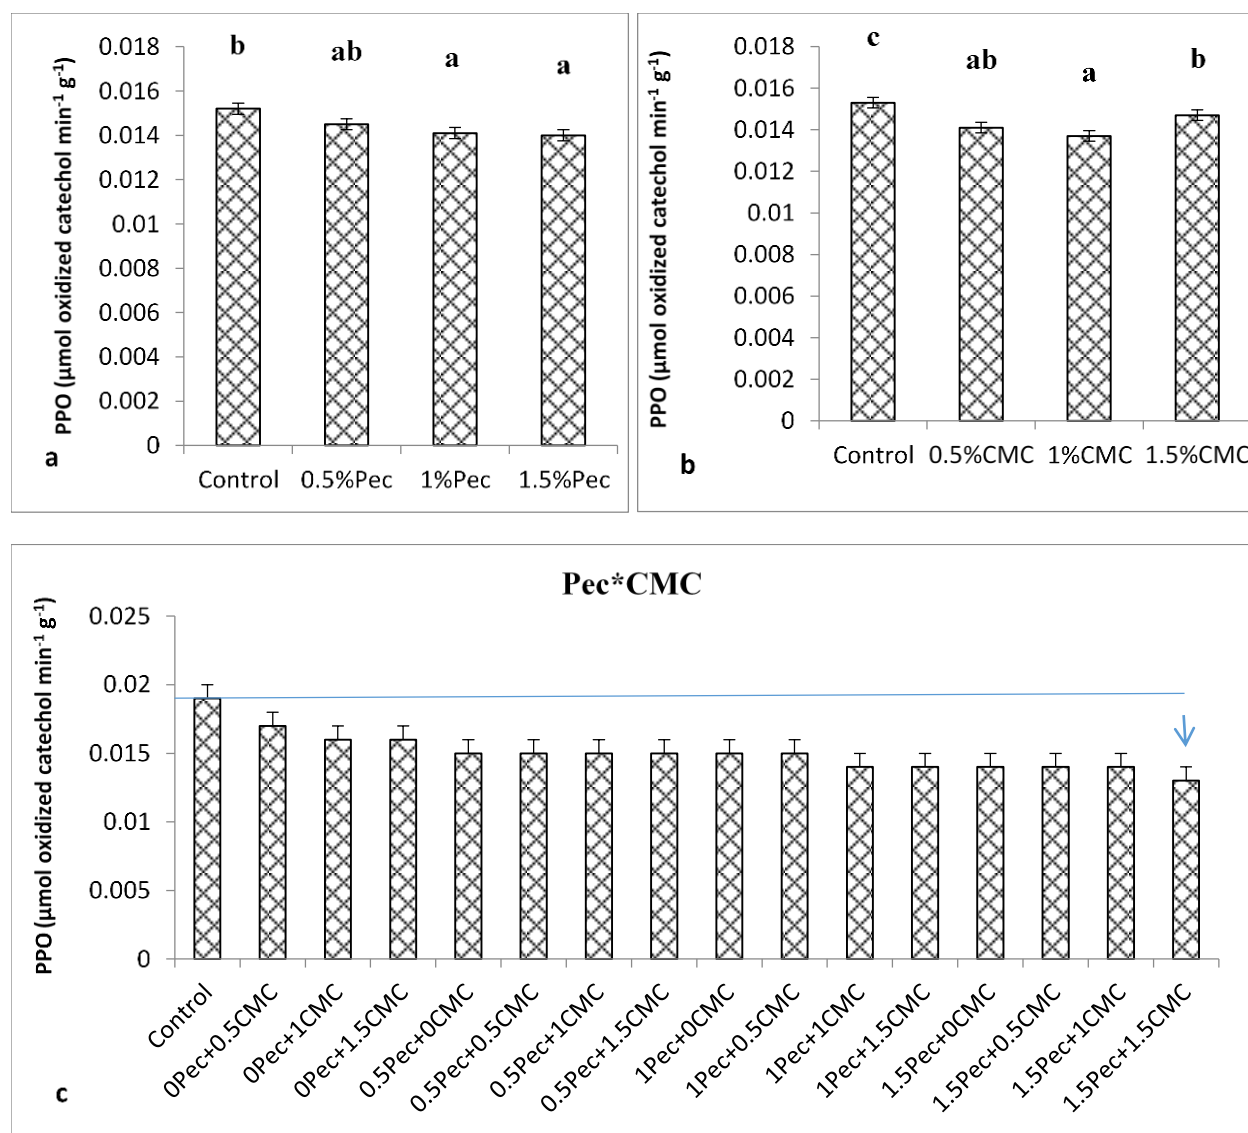 PPO (µmol oxidized catechol min⁻¹ g⁻¹)
0.018
0.016
0.014
0.012
0.01
0.008
0.006
0.004
0.002
0
b ab a a
Control 0.5%Pec 1%Pec 1.5%Pec
a
PPO (µmol oxidized catechol min⁻¹ g⁻¹)
0.018
0.016
0.014
0.012
0.01
0.008
0.006
0.004
0.002
0
c ab a b
Control 0.5%CMC 1%CMC 1.5%CMC
b
Pec*CMC
PPO (µmol oxidized catechol min⁻¹ g⁻¹)
0.025
0.02
0.015
0.01
0.005
0
Control
0Pec+0.5CMC
0Pec+1CMC
0Pec+1.5CMC
0.5Pec+0CMC
0.5Pec+0.5CMC
0.5Pec+1CMC
0.5Pec+1.5CMC
1Pec+0CMC
1Pec+0.5CMC
1Pec+1CMC
1Pec+1.5CMC
1.5Pec+0CMC
1.5Pec+0.5CMC
1.5Pec+1CMC
1.5Pec+1.5CMC
c